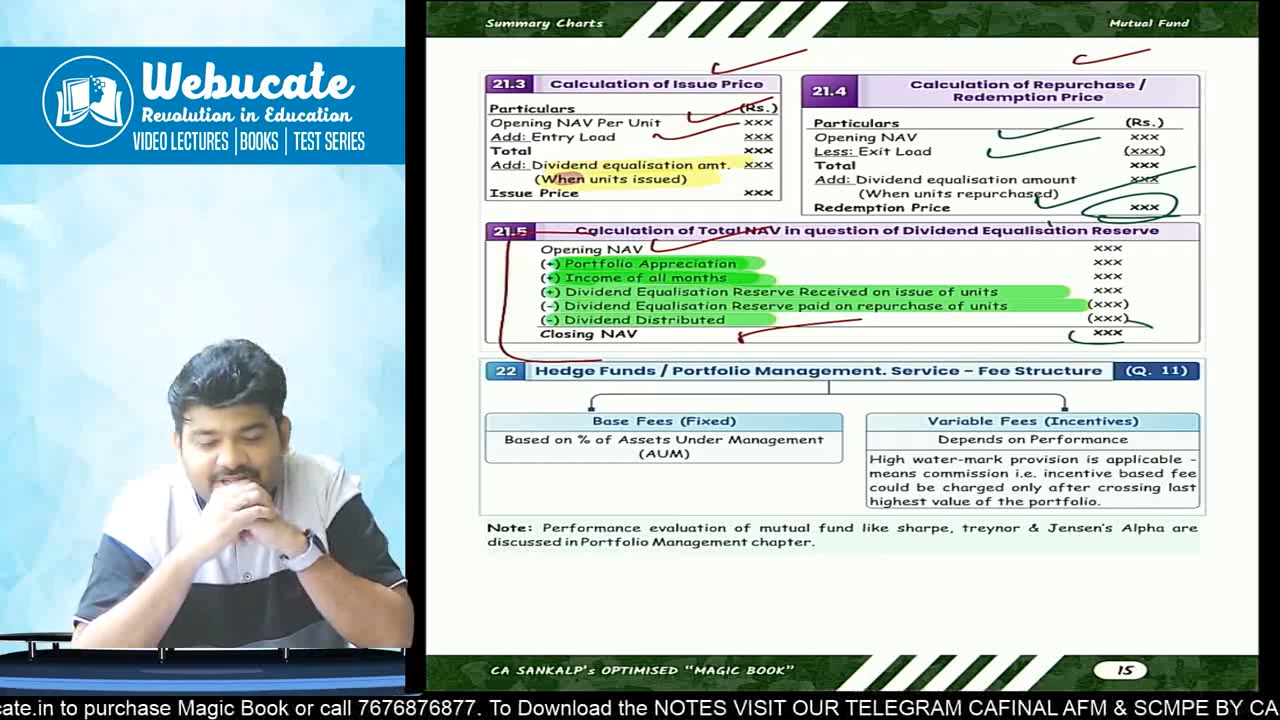 Webucate
Revolution in Education
VIDEO LECTURES | BOOKS | TEST SERIES
Summary Charts
Mutual Fund
21.3 Calculation of Issue Price
Particulars (Rs.)
Opening NAV Per Unit xxx
Add: Entry Load xxx
Total xxx
Add: Dividend equalisation amt. xxx
(When units issued)
Issue Price xxx
21.4 Calculation of Repurchase /
Redemption Price
Particulars (Rs.)
Opening NAV xxx
Less: Exit Load (xxx)
Total xxx
Add: Dividend equalisation amount xxx
(When units repurchased)
Redemption Price xxx
21.5 Calculation of Total NAV in question of Dividend Equalisation Reserve
Opening NAV xxx
(+) Portfolio Appreciation xxx
(+) Income of all months xxx
(+) Dividend Equalisation Reserve Received on issue of units xxx
(-) Dividend Equalisation Reserve paid on repurchase of units (xxx)
(-) Dividend Distributed (xxx)
Closing NAV xxx
22 Hedge Funds / Portfolio Management. Service - Fee Structure (Q. 11)
Base Fees (Fixed)
Based on % of Assets Under Management
(AUM)
Variable Fees (Incentives)
Depends on Performance
High water-mark provision is applicable -
means commission i.e. incentive based fee
could be charged only after crossing last
highest value of the portfolio.
Note: Performance evaluation of mutual fund like sharpe, treynor & Jensen's Alpha are
discussed in Portfolio Management chapter.
CA SANKALP's OPTIMISED "MAGIC BOOK"
15
cate.in to purchase Magic Book or call 7676876877. To Download the NOTES VISIT OUR TELEGRAM CAFINAL AFM & SCMPE BY CA